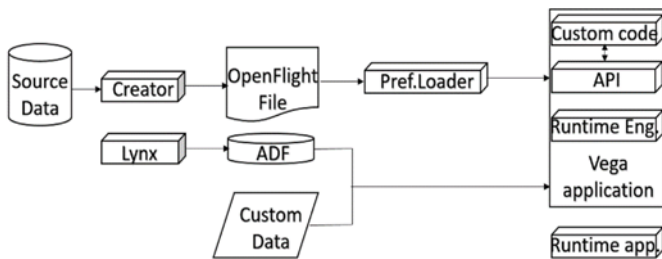 Source
Data
Creator
OpenFlight
File
Pref.Loader
Custom code
API
Runtime Eng.
Vega
application
Lynx
ADF
Custom
Data
Runtime app.